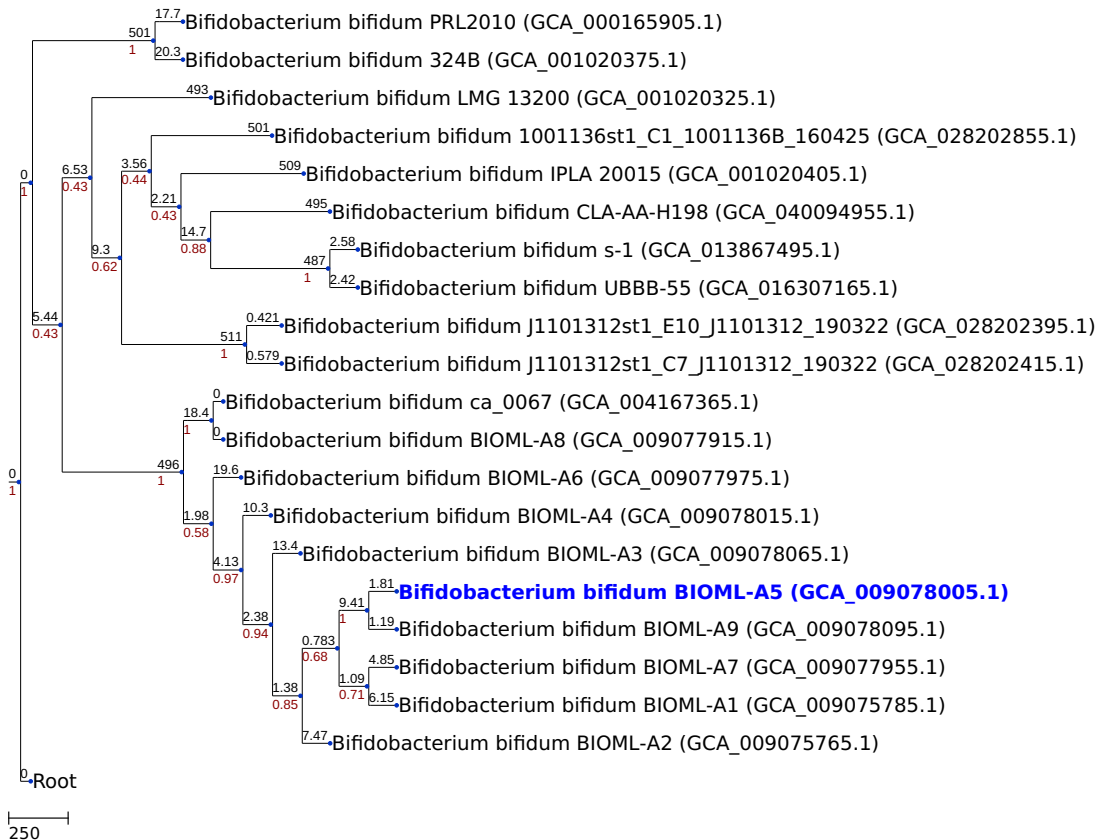 17.7 Bifidobacterium bifidum PRL2010 (GCA_000165905.1)
501
1
20.3 Bifidobacterium bifidum 324B (GCA_001020375.1)
493 Bifidobacterium bifidum LMG 13200 (GCA_001020325.1)
501 Bifidobacterium bifidum 1001136st1_C1_1001136B_160425 (GCA_028202855.1)
3.56
0.44
6.53
0.43
0
1
509 Bifidobacterium bifidum IPLA 20015 (GCA_001020405.1)
2.21
0.43
495 Bifidobacterium bifidum CLA-AA-H198 (GCA_040094955.1)
14.7
0.88
2.58 Bifidobacterium bifidum s-1 (GCA_013867495.1)
9.3
0.62
487
1
2.42 Bifidobacterium bifidum UBBB-55 (GCA_016307165.1)
5.44
0.43
0.421 Bifidobacterium bifidum J1101312st1_E10_J1101312_190322 (GCA_028202395.1)
511
1
0.579 Bifidobacterium bifidum J1101312st1_C7_J1101312_190322 (GCA_028202415.1)
0 Bifidobacterium bifidum ca_0067 (GCA_004167365.1)
18.4
1
0 Bifidobacterium bifidum BIOML-A8 (GCA_009077915.1)
496
1
0
1
19.6 Bifidobacterium bifidum BIOML-A6 (GCA_009077975.1)
1.98
0.58
10.3 Bifidobacterium bifidum BIOML-A4 (GCA_009078015.1)
4.13
0.97
13.4 Bifidobacterium bifidum BIOML-A3 (GCA_009078065.1)
2.38
0.94
1.81 Bifidobacterium bifidum BIOML-A5 (GCA_009078005.1)
9.41
1
1.19 Bifidobacterium bifidum BIOML-A9 (GCA_009078095.1)
0.783
0.68
4.85 Bifidobacterium bifidum BIOML-A7 (GCA_009077955.1)
1.09
0.71
1.38
0.85
6.15 Bifidobacterium bifidum BIOML-A1 (GCA_009075785.1)
7.47 Bifidobacterium bifidum BIOML-A2 (GCA_009075765.1)
0 Root
250